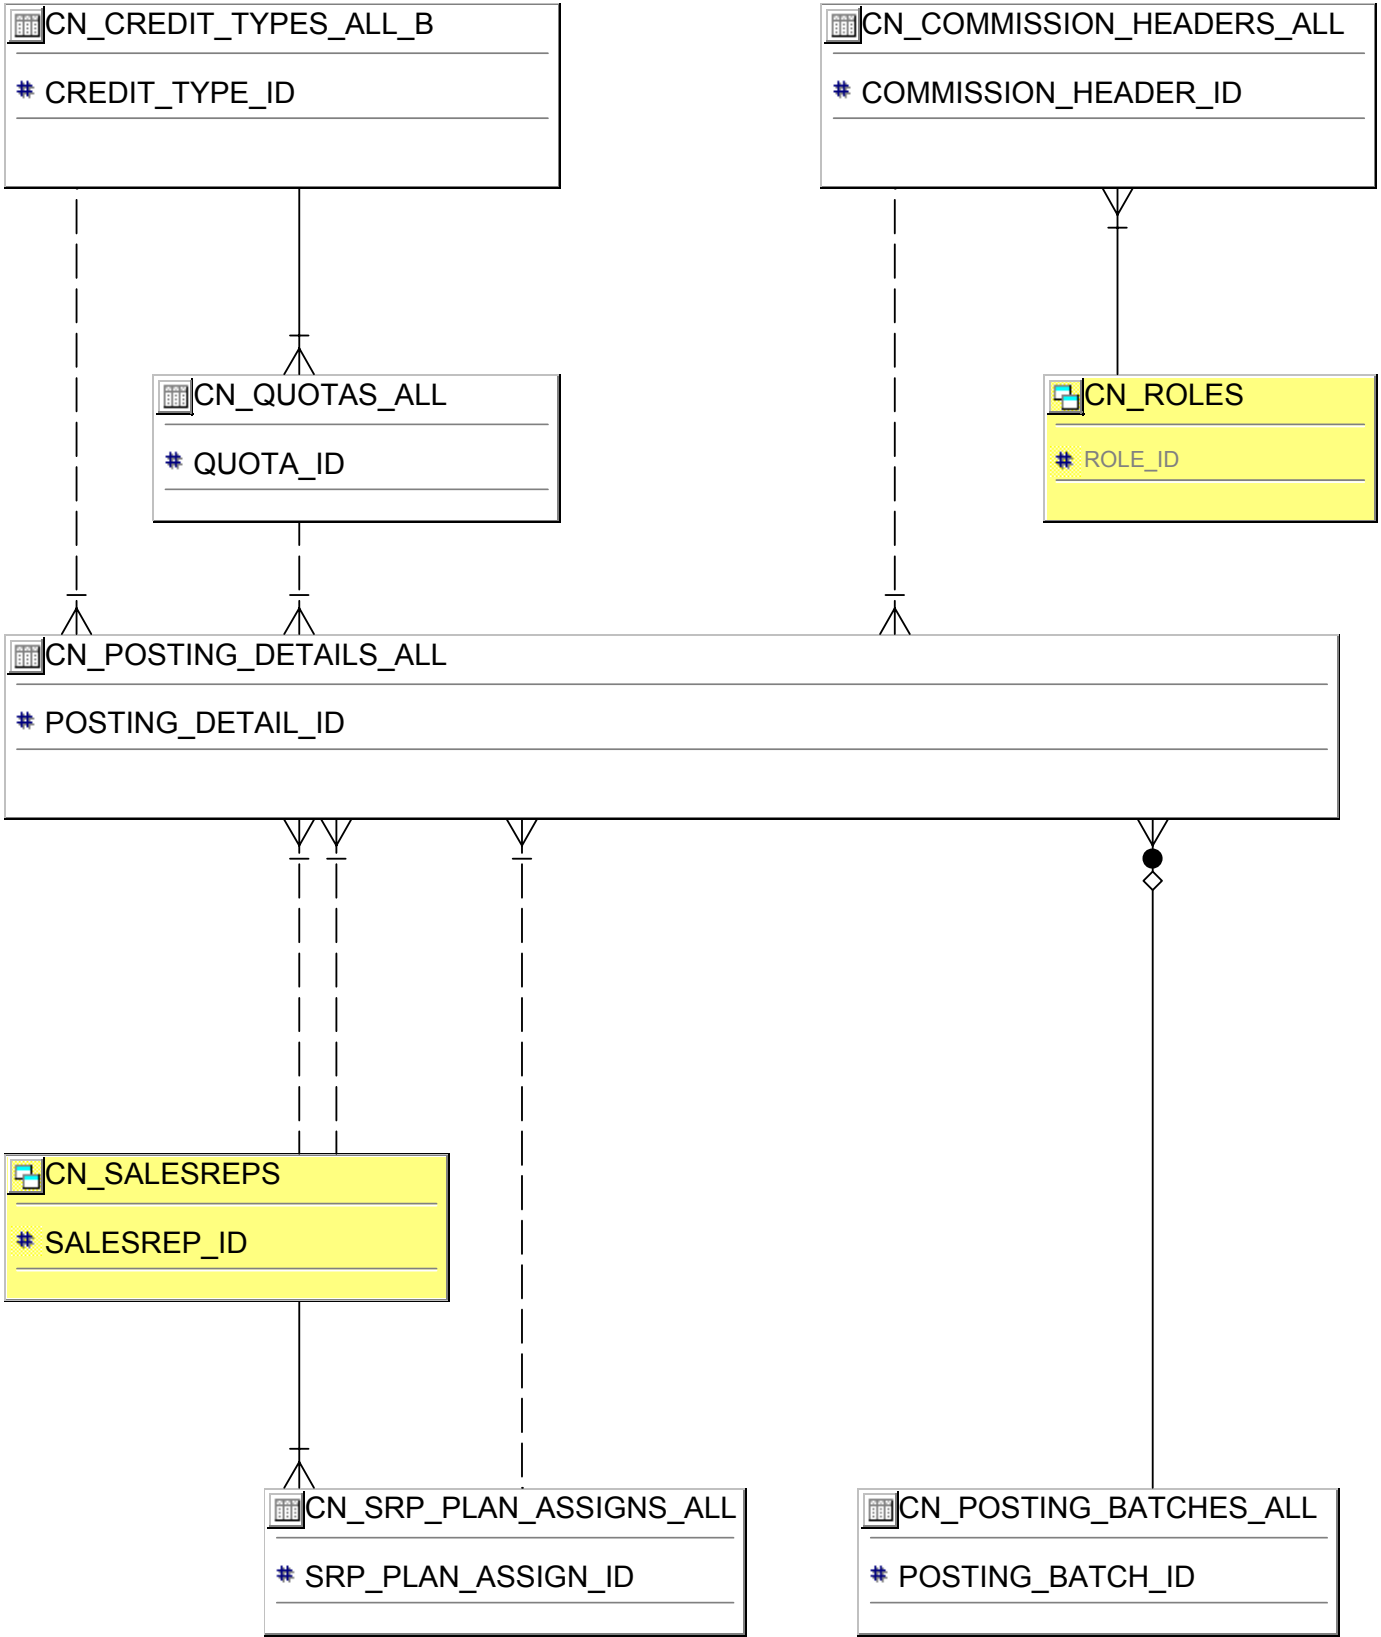 CN_CREDIT_TYPES_ALL_B
# CREDIT_TYPE_ID
CN_COMMISSION_HEADERS_ALL
# COMMISSION_HEADER_ID
CN_QUOTAS_ALL
# QUOTA_ID
CN_ROLES
# ROLE_ID
CN_POSTING_DETAILS_ALL
# POSTING_DETAIL_ID
CN_SALESREPS
# SALESREP_ID
CN_SRP_PLAN_ASSIGNS_ALL
# SRP_PLAN_ASSIGN_ID
CN_POSTING_BATCHES_ALL
# POSTING_BATCH_ID